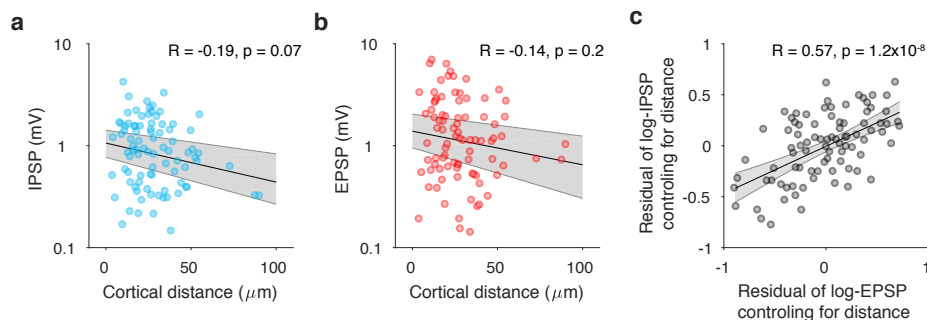 a
R = -0.19, p = 0.07
10
1
0.1
IPSP (mV)
0
50
100
Cortical distance (μm)
b
R = -0.14, p = 0.2
10
1
0.1
EPSP (mV)
0
50
100
Cortical distance (μm)
c
R = 0.57, p = 1.2x10⁻⁸
1
0.5
0
-0.5
-1
Residual of log-IPSP
controling for distance
-1
0
1
Residual of log-EPSP
controling for distance